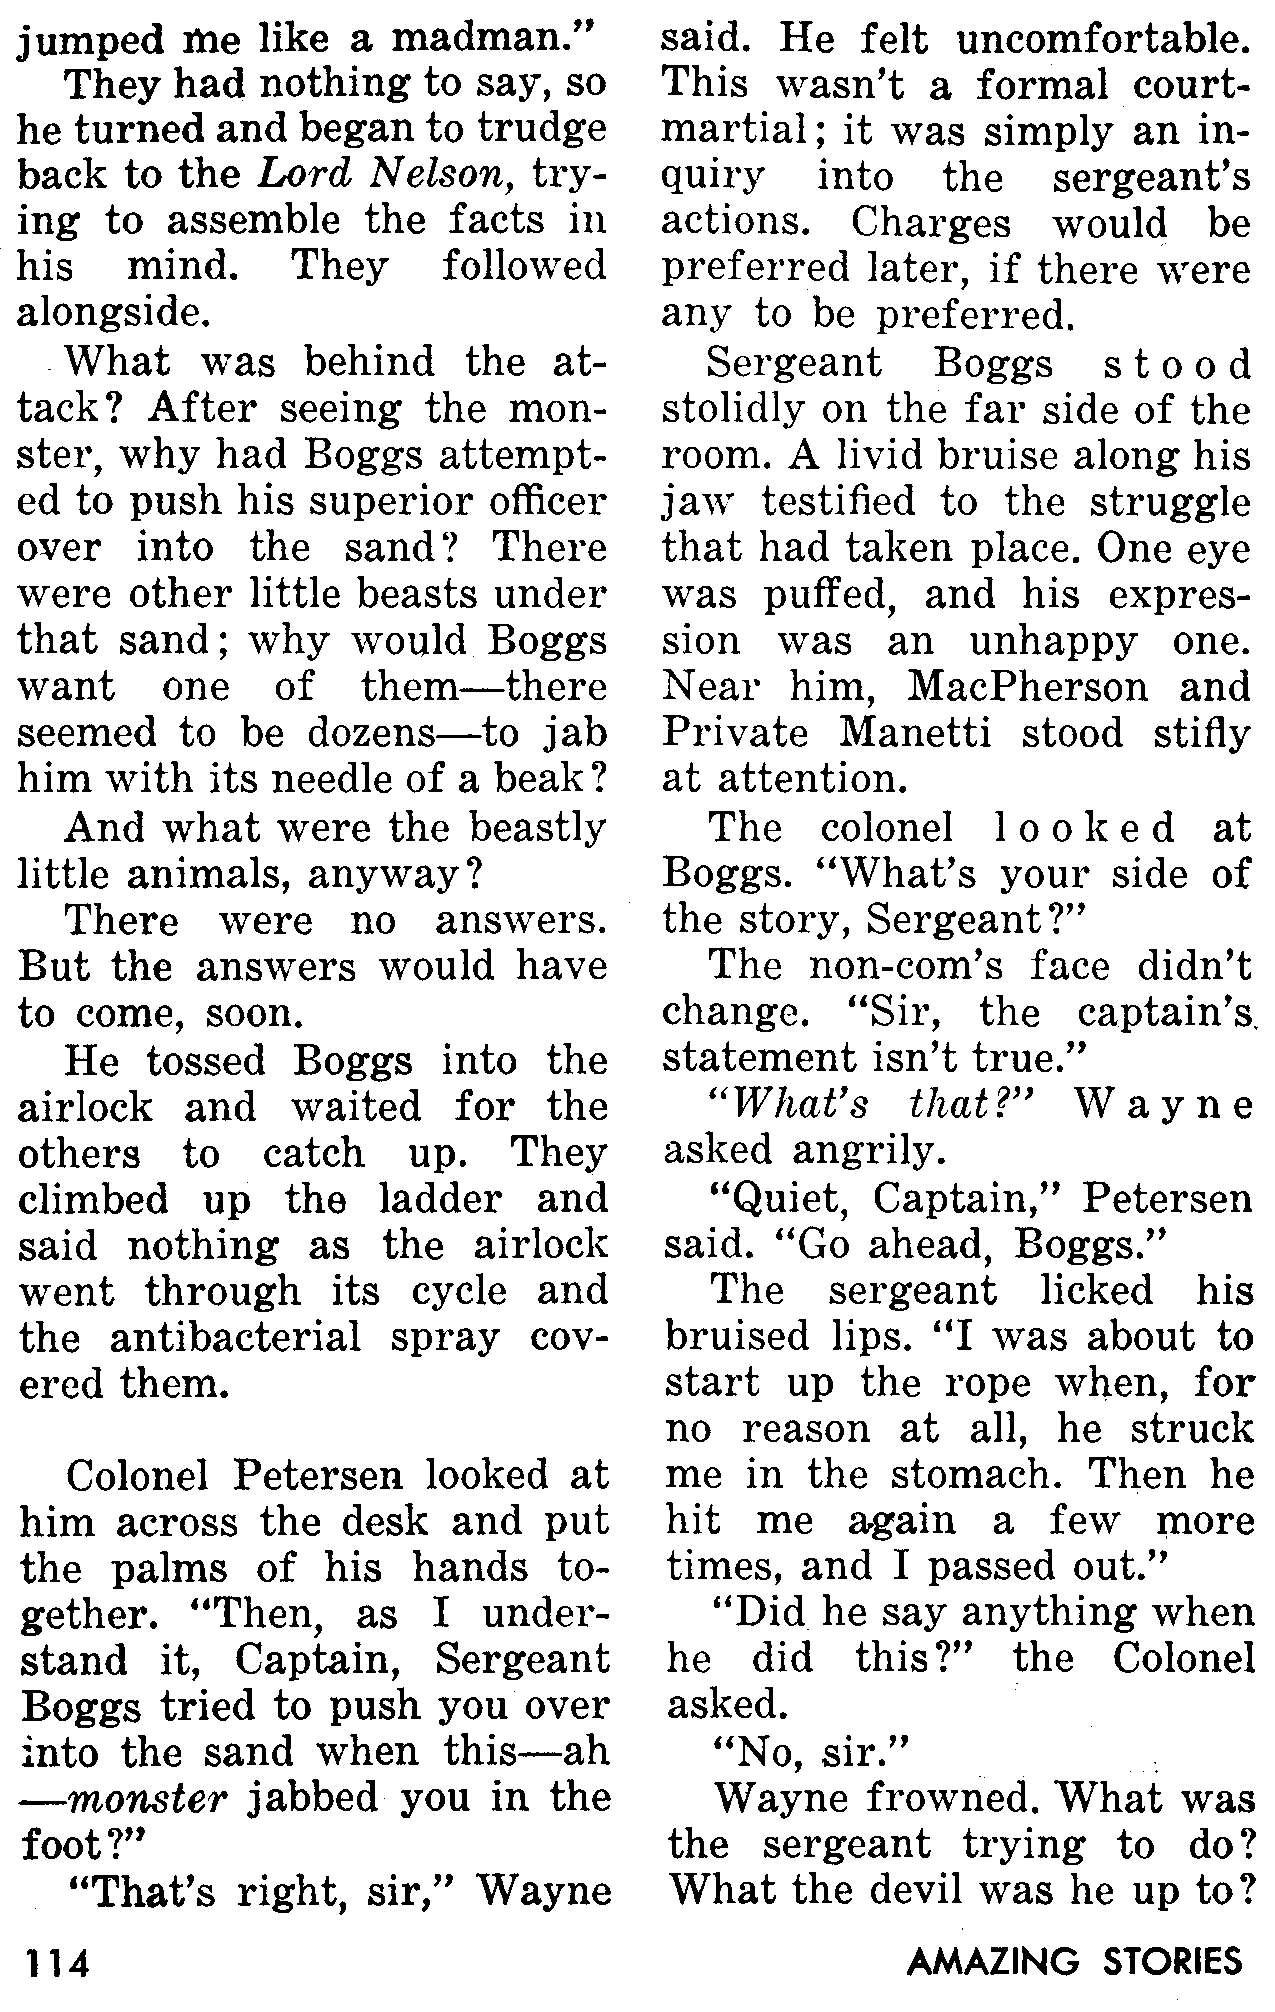 jumped me like a madman."
They had nothing to say, so
he turned and began to trudge
back to the Lord Nelson, try-
ing to assemble the facts in
his mind. They followed
alongside.
What was behind the at-
tack? After seeing the mon-
ster, why had Boggs attempt-
ed to push his superior officer
over into the sand? There
were other little beasts under
that sand; why would Boggs
want one of them—there
seemed to be dozens—to jab
him with its needle of a beak?
And what were the beastly
little animals, anyway?
There were no answers.
But the answers would have
to come, soon.
He tossed Boggs into the
airlock and waited for the
others to catch up. They
climbed up the ladder and
said nothing as the airlock
went through its cycle and
the antibacterial spray cov-
ered them.
Colonel Petersen looked at
him across the desk and put
the palms of his hands to-
gether. "Then, as I under-
stand it, Captain, Sergeant
Boggs tried to push you over
into the sand when this—ah
—monster jabbed you in the
foot?"
"That's right, sir," Wayne
said. He felt uncomfortable.
This wasn't a formal court-
martial; it was simply an in-
quiry into the sergeant's
actions. Charges would be
preferred later, if there were
any to be preferred.
Sergeant Boggs stood
stolidly on the far side of the
room. A livid bruise along his
jaw testified to the struggle
that had taken place. One eye
was puffed, and his expres-
sion was an unhappy one.
Near him, MacPherson and
Private Manetti stood stifly
at attention.
The colonel looked at
Boggs. "What's your side of
the story, Sergeant?"
The non-com's face didn't
change. "Sir, the captain's
statement isn't true."
"What's that?" Wayne
asked angrily.
"Quiet, Captain," Petersen
said. "Go ahead, Boggs."
The sergeant licked his
bruised lips. "I was about to
start up the rope when, for
no reason at all, he struck
me in the stomach. Then he
hit me again a few more
times, and I passed out."
"Did he say anything when
he did this?" the Colonel
asked.
"No, sir."
Wayne frowned. What was
the sergeant trying to do?
What the devil was he up to?
114 AMAZING STORIES